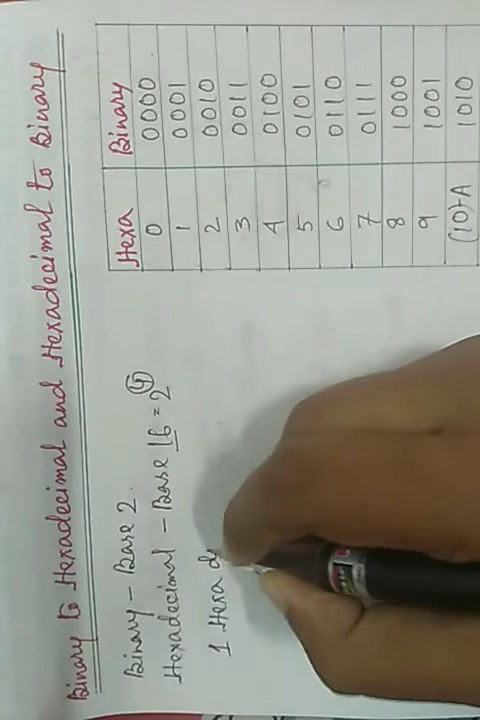 Binary to Hexadecimal and Hexadecimal to Binary
Binary - Base 2.
Hexadecimal - Base 16 = 2④
1 Hexa d
Hexa Binary
0 0000
1 0001
2 0010
3 0011
4 0100
5 0101
6 0110
7 0111
8 1000
9 1001
(10)-A 1010